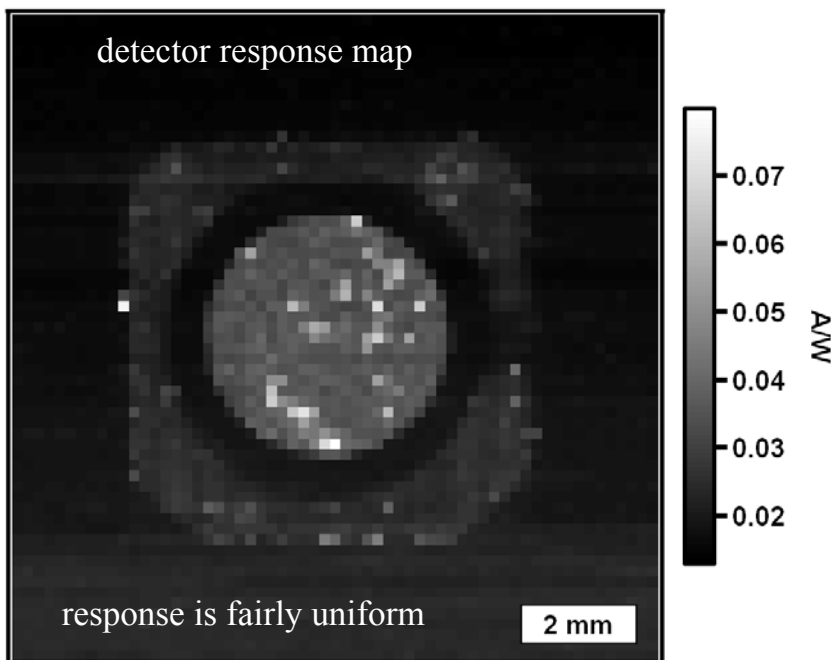 detector response map
0.07
0.06
0.05
0.04
0.03
0.02
A/W
response is fairly uniform
2 mm